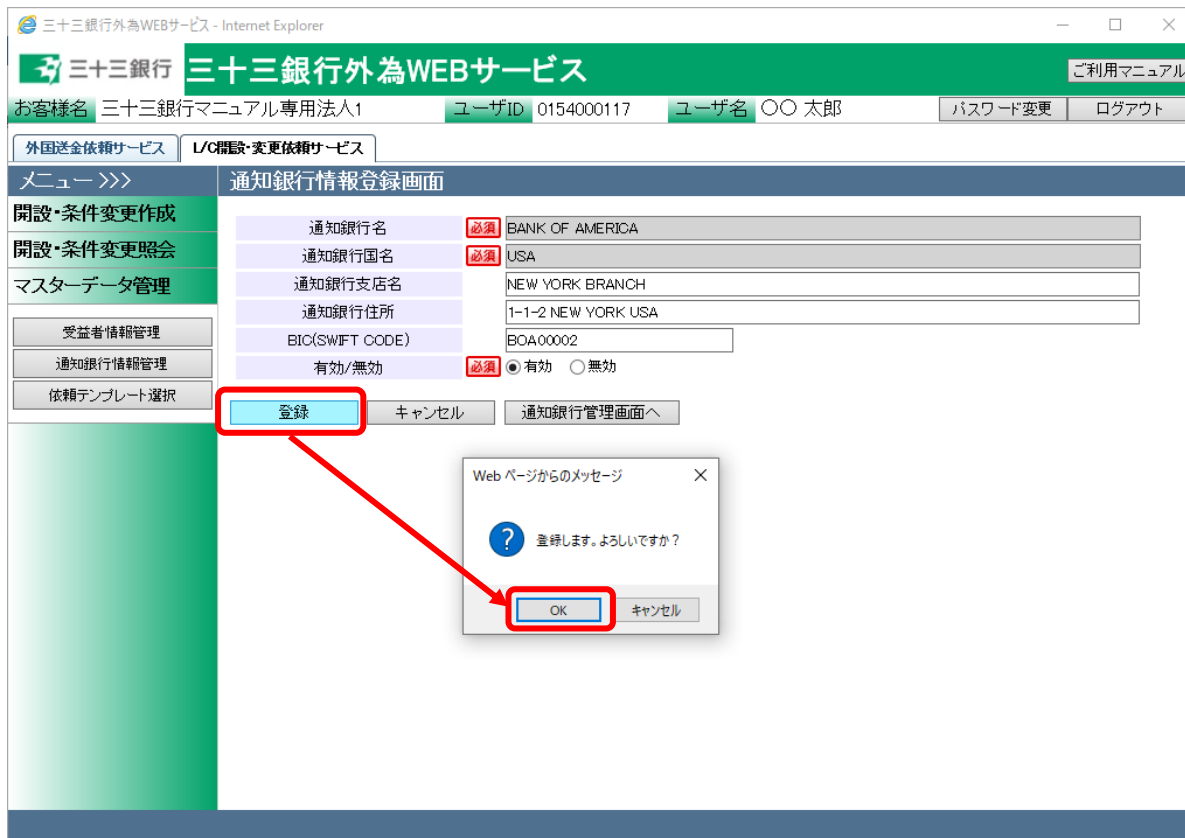 三十三銀行外為WEBサービス - Internet Explorer
三十三銀行 三十三銀行外為WEBサービス ご利用マニュアル
お客様名 三十三銀行マニュアル専用法人1 ユーザID 0154000117 ユーザ名 〇〇 太郎 パスワード変更 ログアウト
外国送金依頼サービス L/C開設・変更依頼サービス
メニュー >>> 通知銀行情報登録画面
開設・条件変更作成
開設・条件変更照会
マスターデータ管理
受益者情報管理
通知銀行情報管理
依頼テンプレート選択
通知銀行名 必須 BANK OF AMERICA
通知銀行国名 必須 USA
通知銀行支店名 NEW YORK BRANCH
通知銀行住所 1-1-2 NEW YORK USA
BIC(SWIFT CODE) BOA00002
有効/無効 必須 有効 無効
登録 キャンセル 通知銀行管理画面へ
Web ページからのメッセージ
? 登録します。よろしいですか?
OK キャンセル